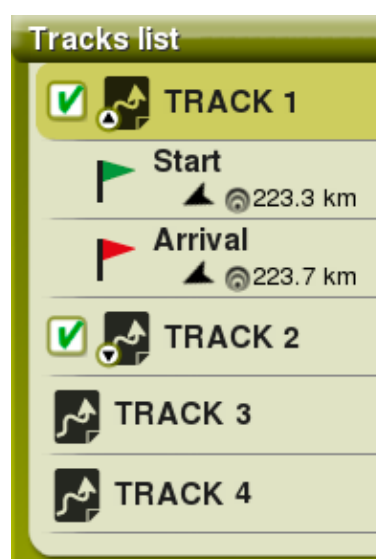 Tracks list
TRACK 1
Start
223.3 km
Arrival
223.7 km
TRACK 2
TRACK 3
TRACK 4